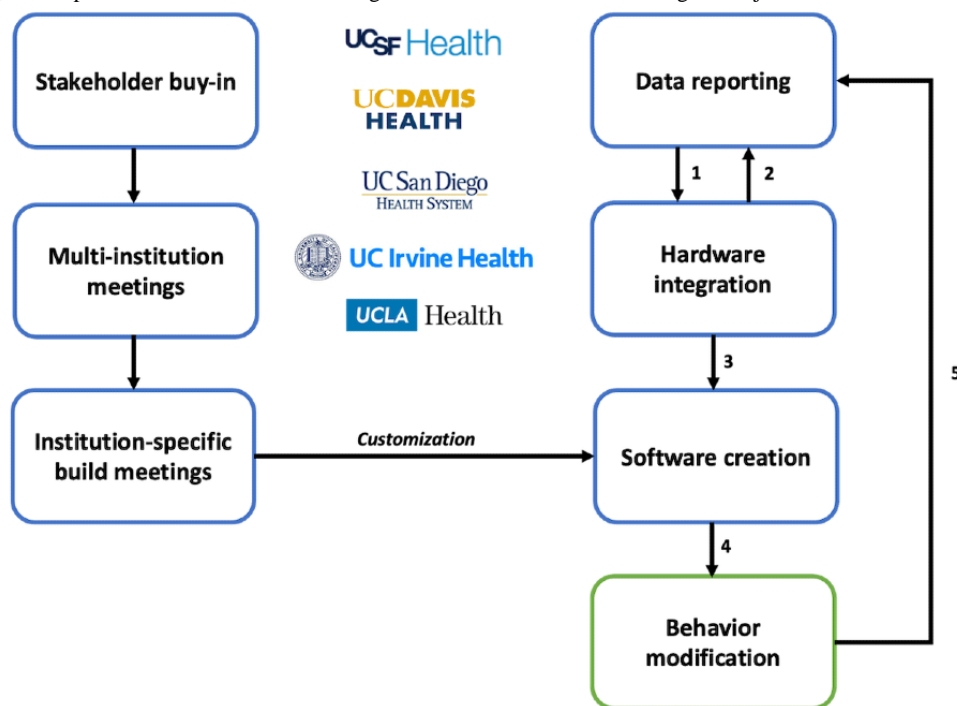 Stakeholder buy-in
Multi-institution
meetings
Institution-specific
build meetings
UCSF Health
UCDAVIS
HEALTH
UC San Diego
HEALTH SYSTEM
UC Irvine Health
UCLA Health
Customization
Data reporting
1
2
Hardware
integration
3
Software creation
4
Behavior
modification
5